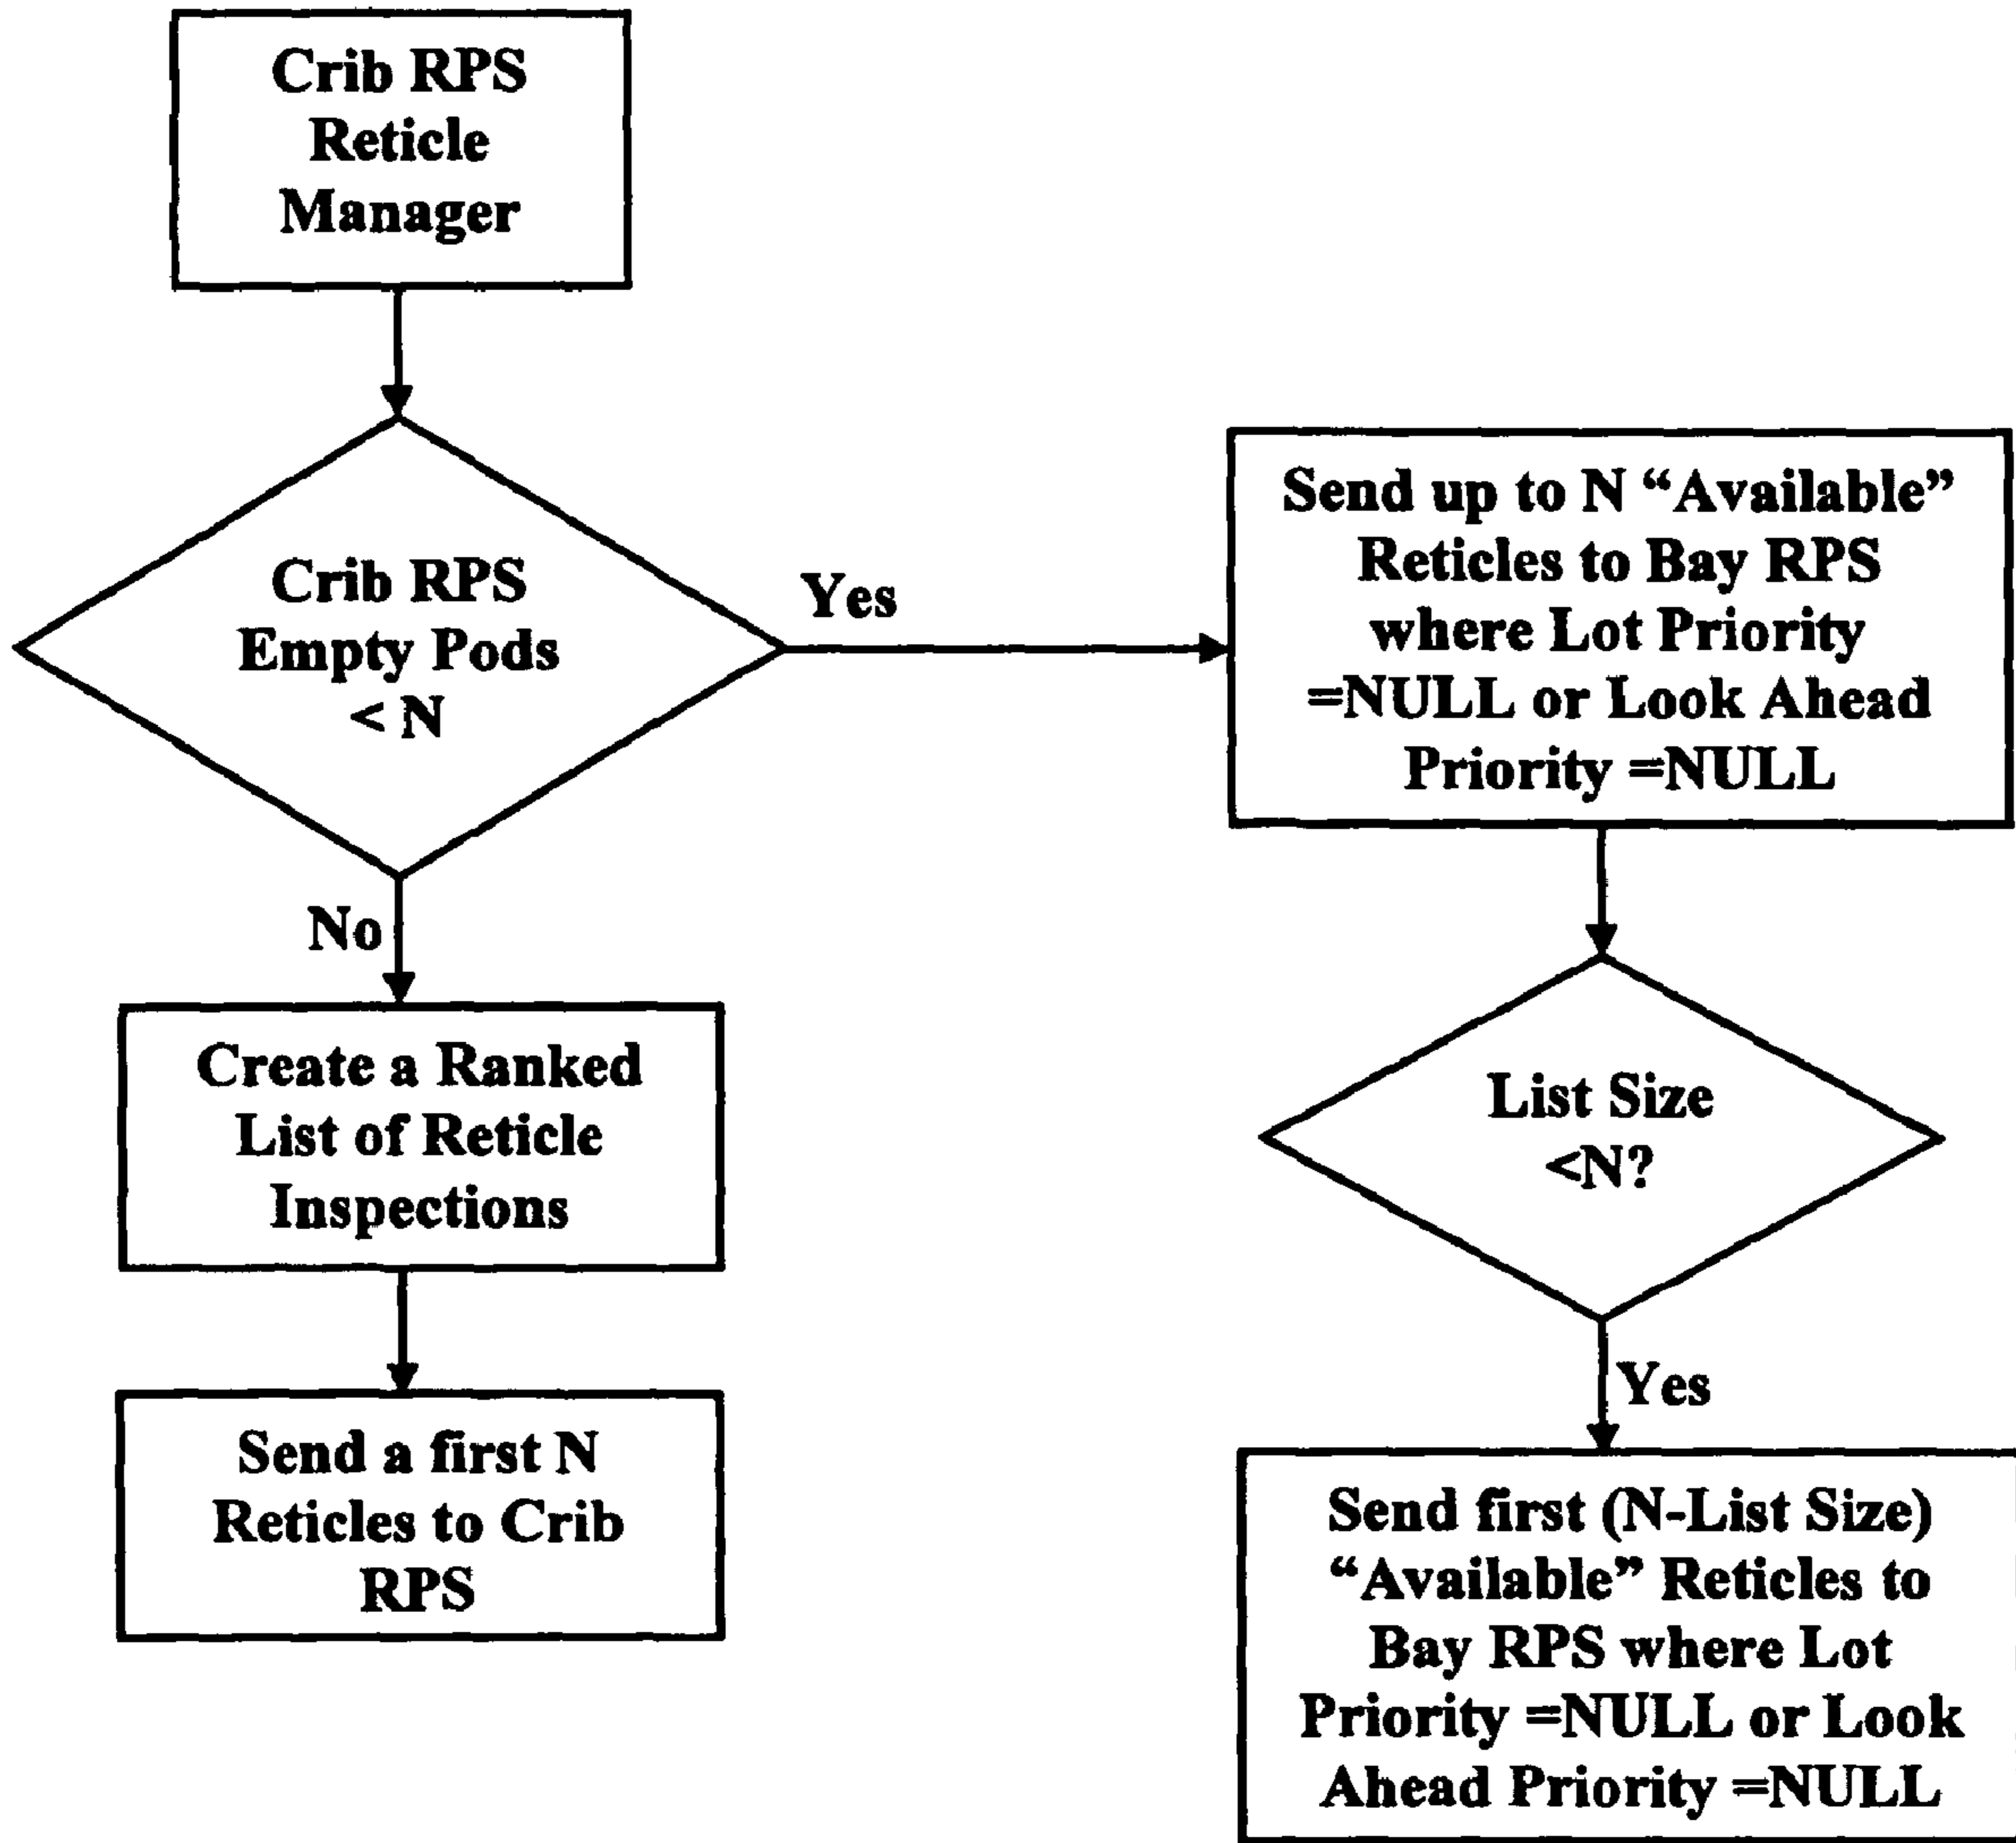 Crib RPS
Reticle
Manager
Crib RPS
Empty Pods
< N
Yes
No
Create a Ranked
List of Reticle
Inspections
Send a first N
Reticles to Crib
RPS
Send up to N “Available”
Reticles to Bay RPS
where Lot Priority
=NULL or Look Ahead
Priority =NULL
List Size
<N?
Yes
Send first (N-List Size)
“Available” Reticles to
Bay RPS where Lot
Priority =NULL or Look
Ahead Priority =NULL